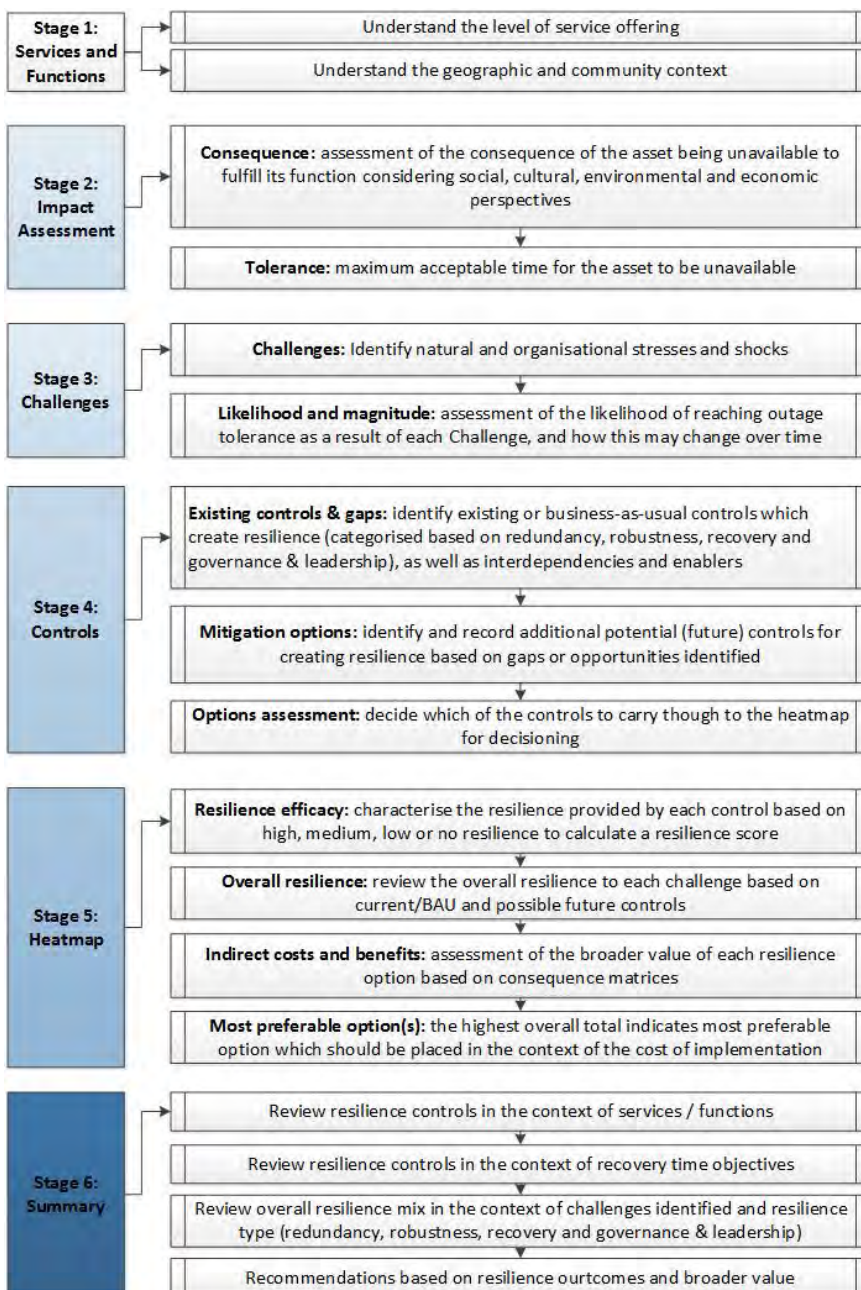 Stage 1:
Services and
Functions
Understand the level of service offering
Understand the geographic and community context
Stage 2:
Impact
Assessment
Consequence: assessment of the consequence of the asset being unavailable to
fulfill its function considering social, cultural, environmental and economic
perspectives
Tolerance: maximum acceptable time for the asset to be unavailable
Stage 3:
Challenges
Challenges: Identify natural and organisational stresses and shocks
Likelihood and magnitude: assessment of the likelihood of reaching outage
tolerance as a result of each Challenge, and how this may change over time
Stage 4:
Controls
Existing controls & gaps: identify existing or business-as-usual controls which
create resilience (categorised based on redundancy, robustness, recovery and
governance & leadership), as well as interdependencies and enablers
Mitigation options: identify and record additional potential (future) controls for
creating resilience based on gaps or opportunities identified
Options assessment: decide which of the controls to carry though to the heatmap
for decisioning
Stage 5:
Heatmap
Resilience efficacy: characterise the resilience provided by each control based on
high, medium, low or no resilience to calculate a resilience score
Overall resilience: review the overall resilience to each challenge based on
current/BAU and possible future controls
Indirect costs and benefits: assessment of the broader value of each resilience
option based on consequence matrices
Most preferable option(s): the highest overall total indicates most preferable
option which should be placed in the context of the cost of implementation
Stage 6:
Summary
Review resilience controls in the context of services / functions
Review resilience controls in the context of recovery time objectives
Review overall resilience mix in the context of challenges identified and resilience
type (redundancy, robustness, recovery and governance & leadership)
Recommendations based on resilience ourtcomes and broader value